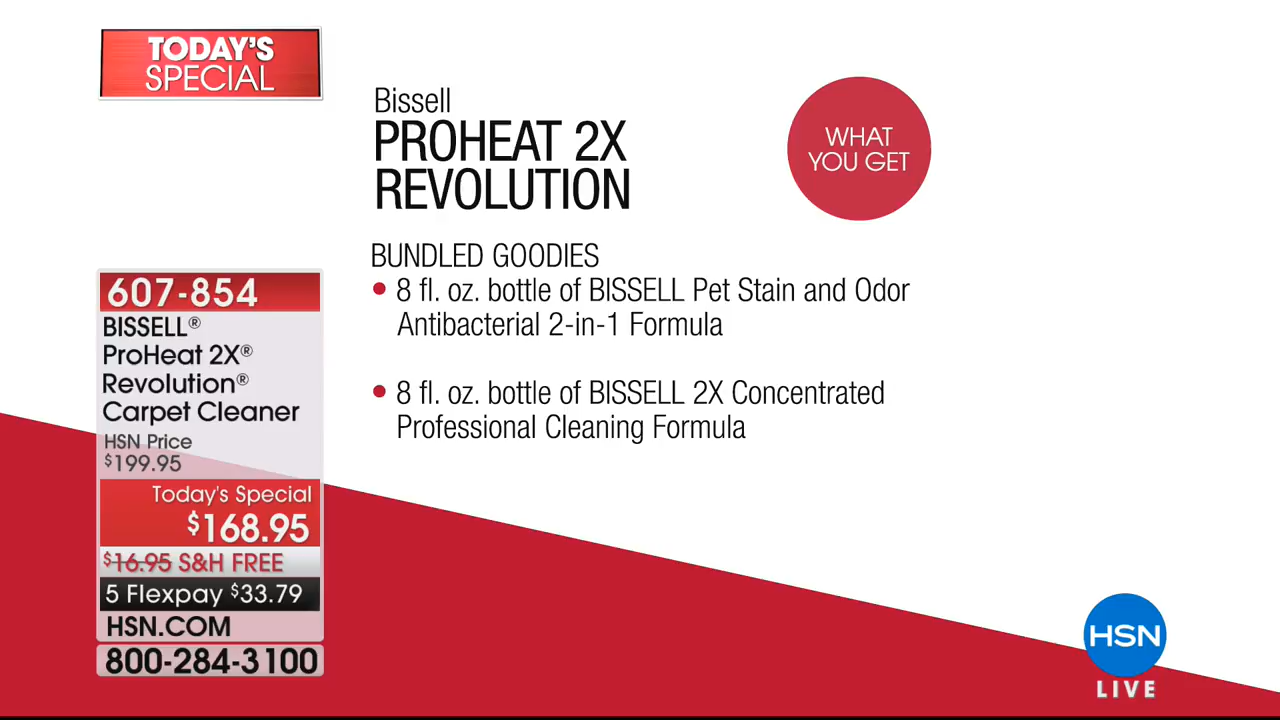 TODAY'S
SPECIAL
Bissell
PROHEAT 2X
REVOLUTION
WHAT
YOU GET
BUNDLED GOODIES
• 8 fl. oz. bottle of BISSELL Pet Stain and Odor
Antibacterial 2-in-1 Formula
• 8 fl. oz. bottle of BISSELL 2X Concentrated
Professional Cleaning Formula
607-854
BISSELL®
ProHeat 2X®
Revolution®
Carpet Cleaner
HSN Price
$199.95
Today's Special
$168.95
$16.95 S&H FREE
5 Flexpay $33.79
HSN.COM
800-284-3100
HSN
LIVE